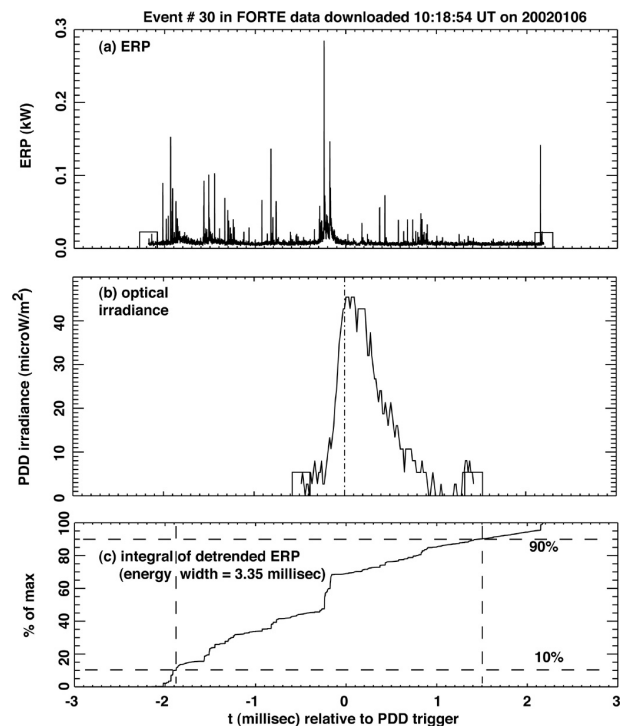 Event # 30 in FORTE data downloaded 10:18:54 UT on 20020106
(a) ERP
ERP (kW)
0.3
0.2
0.1
0.0
(b) optical
irradiance
PDD irradiance (microW/m²)
40
30
20
10
0
(c) integral of detrended ERP
(energy width = 3.35 millisec)
% of max
100
80
60
40
20
0
90%
10%
-3 -2 -1 0 1 2 3
t (millisec) relative to PDD trigger